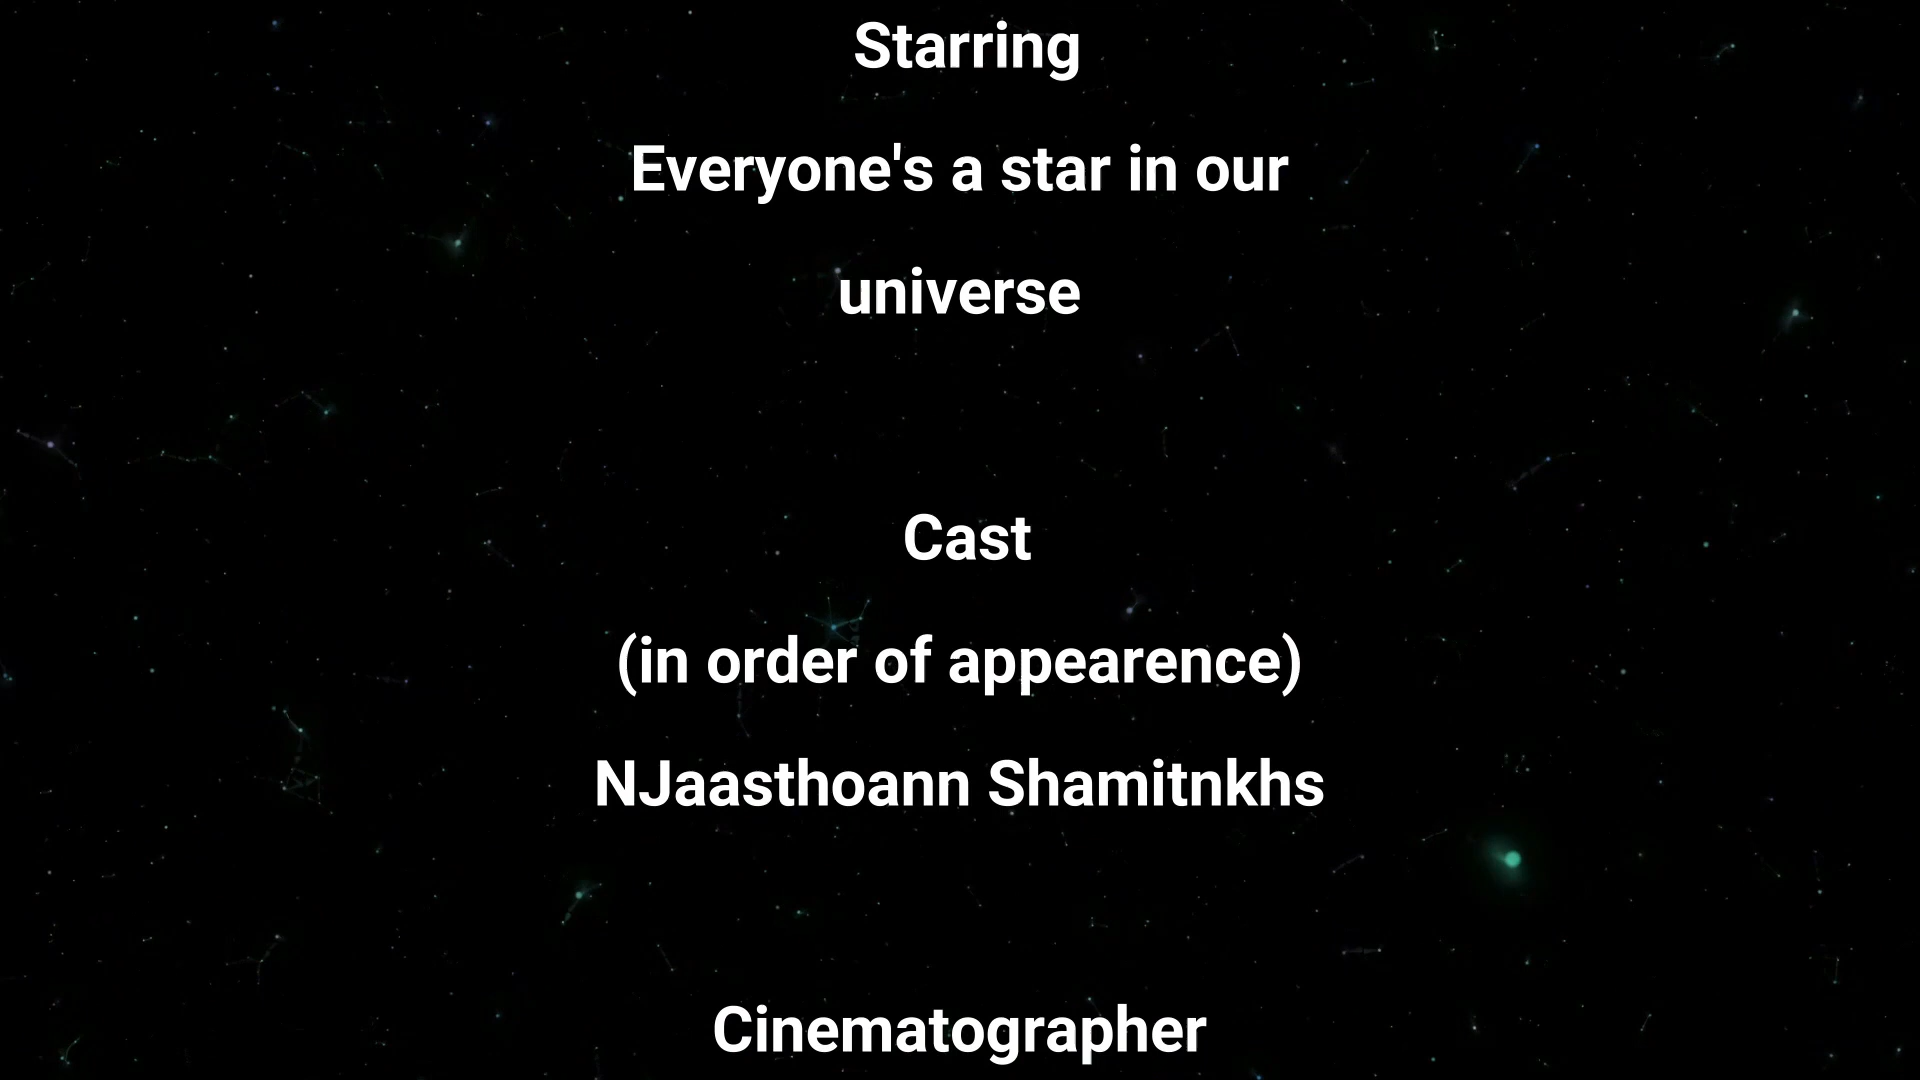 Starring
Everyone's a star in our
universe
Cast
(in order of appearence)
NJaasthoann Shamitnkhs
Cinematographer